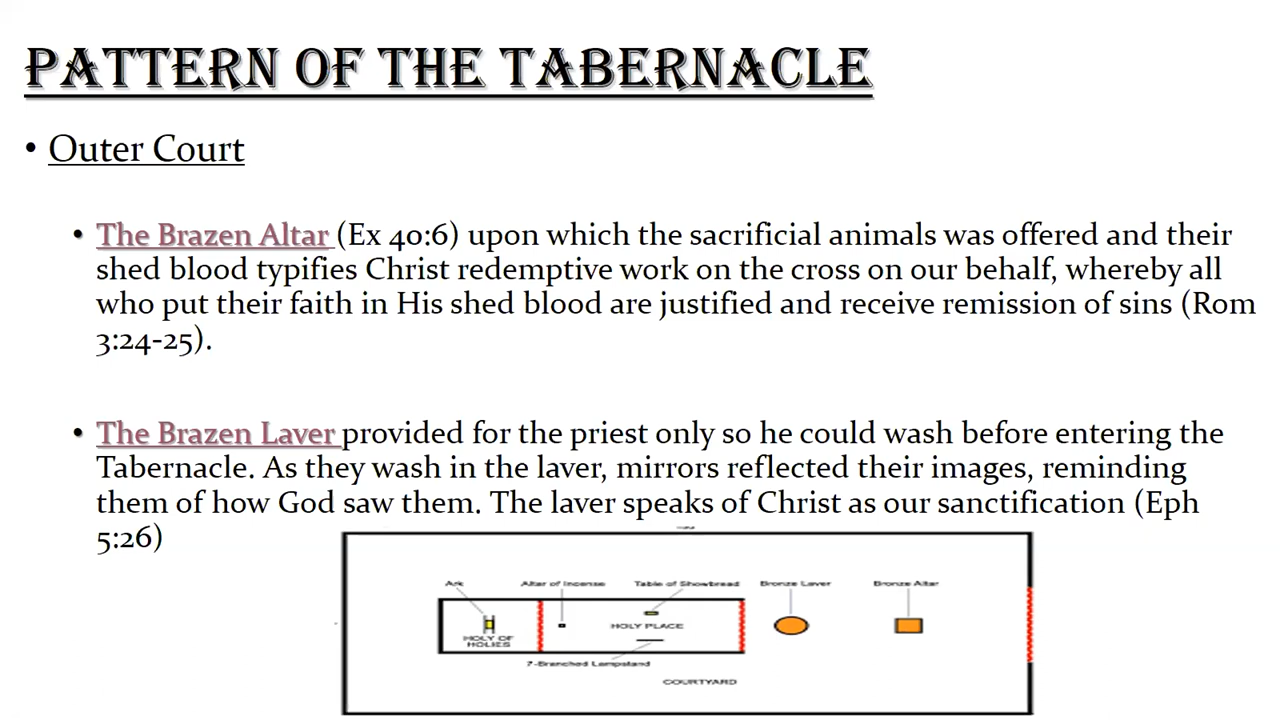 PATTERN OF THE TABERNACLE
• Outer Court
• The Brazen Altar (Ex 40:6) upon which the sacrificial animals was offered and their
shed blood typifies Christ redemptive work on the cross on our behalf, whereby all
who put their faith in His shed blood are justified and receive remission of sins (Rom
3:24-25).
• The Brazen Laver provided for the priest only so he could wash before entering the
Tabernacle. As they wash in the laver, mirrors reflected their images, reminding
them of how God saw them. The laver speaks of Christ as our sanctification (Eph
5:26)
Ark Altar of Incense Table of Showbread Bronze Laver Bronze Altar
HOLY PLACE
HOLY OF
HOLIES
7-Branched Lampstand
COURTYARD